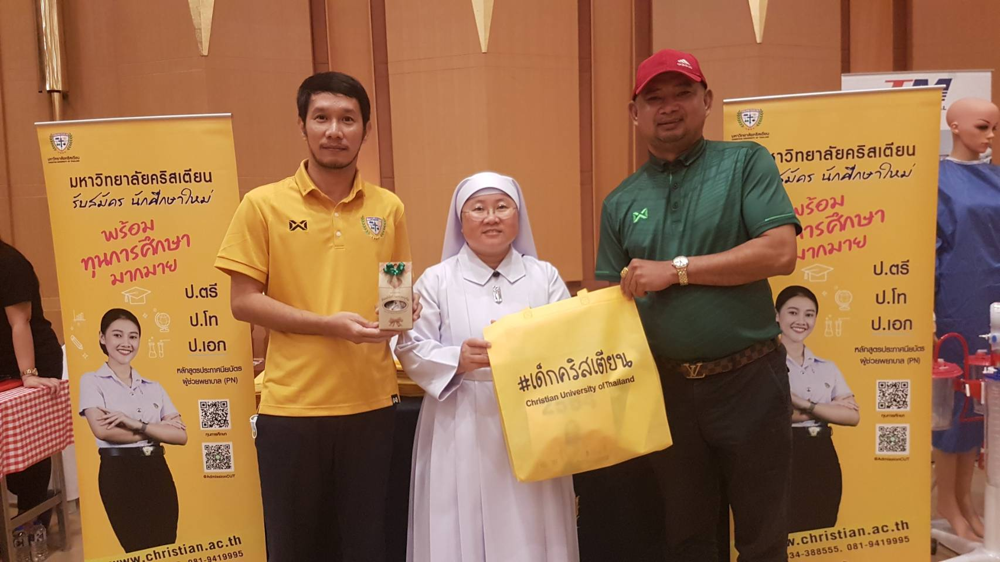 มหาวิทยาลัยคริสเตียน
CHRISTIAN UNIVERSITY OF THAILAND
มหาวิทยาลัยคริสเตียน
รับสมัคร นักศึกษาใหม่
พร้อม
ทุนการศึกษา
มากมาย
ป.ตรี
ป.โท
ป.เอก
หลักสูตรประกาศนียบัตร
ผู้ช่วยพยาบาล (PN)
ทุนการศึกษา
@AdmissionCUT
www.christian.ac.th
081-9419995
#เด็กคริสเตียน
Christian University of Thailand
adidas
TM
มหาวิทยาลัยคริสเตียน
CHRISTIAN UNIVERSITY OF THAILAND
หาวิทยาลัยคริสเตียน
สมัคร นักศึกษาใหม่
พร้อม
การศึกษา
มากมาย
ป.ตรี
ป.โท
ป.เอก
หลักสูตรประกาศนียบัตร
ผู้ช่วยพยาบาล (PN)
ทุนการศึกษา
@AdmissionCUT
w.christian.ac.th
034-388555. 081-9419995